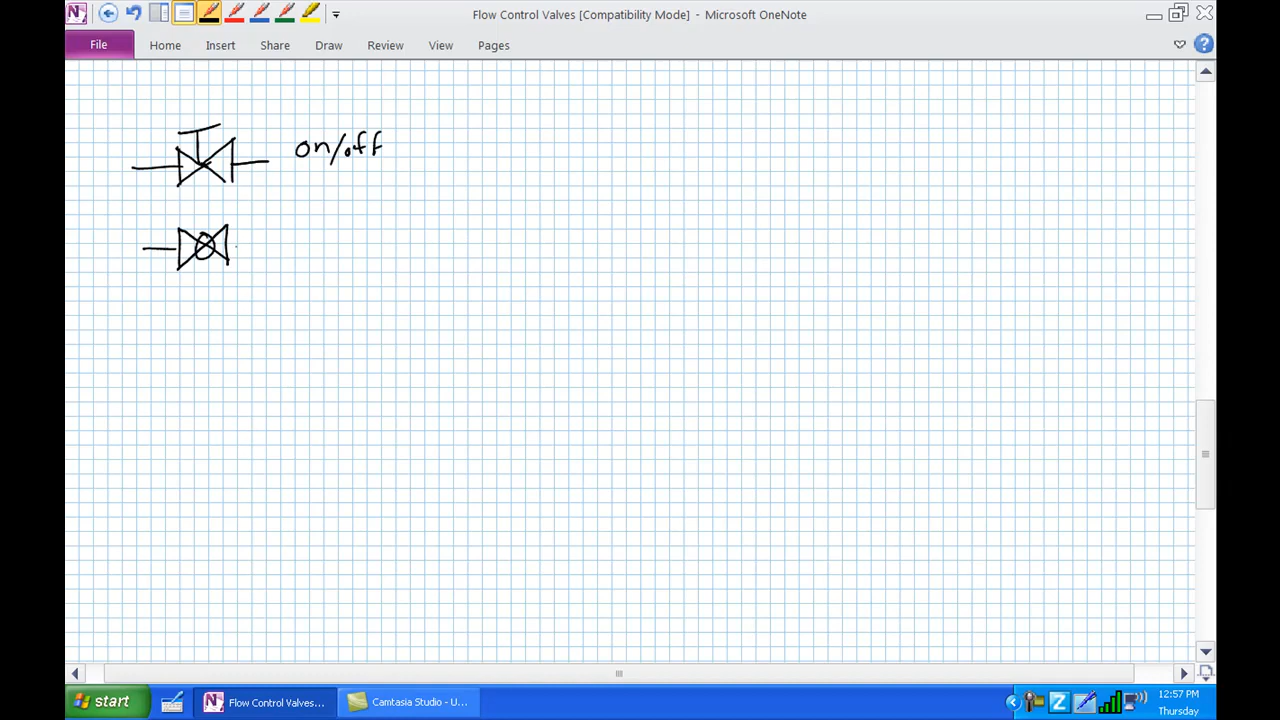 Flow Control Valves [Compatibility Mode] - Microsoft OneNote
File Home Insert Share Draw Review View Pages
on/off
start Flow Control Valves... Camtasia Studio - U... 12:57 PM
Thursday